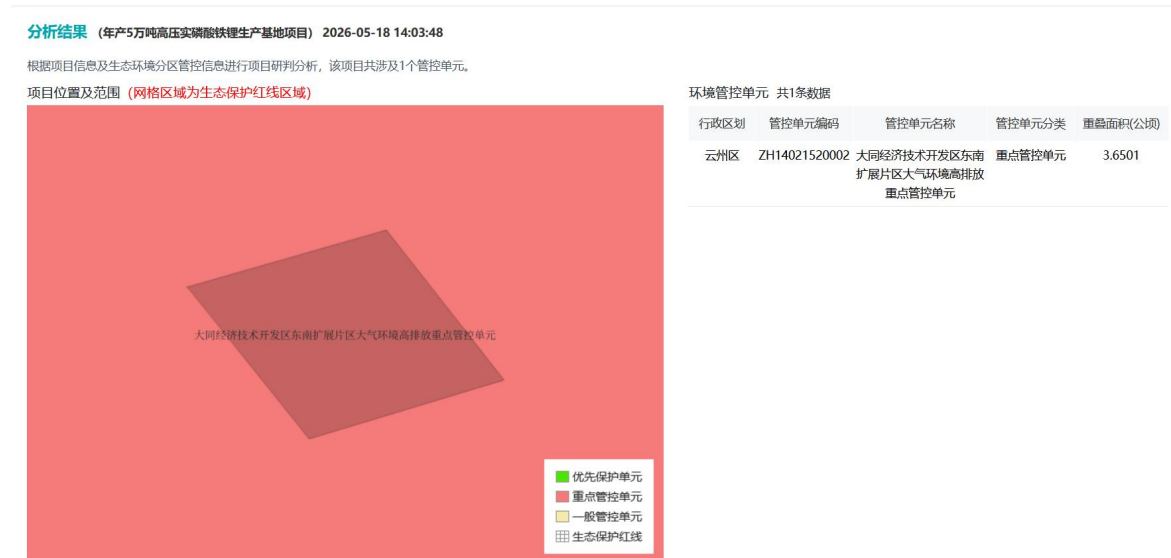 分析结果 (年产5万吨高压实磷酸铁锂生产基地项目) 2026-05-18 14:03:48
根据项目信息及生态环境分区管控信息进行项目研判分析，该项目共涉及1个管控单元。
项目位置及范围 (网格区域为生态保护红线区域)
大同经济技术开发区东南扩展片区大气环境高排放重点管控单元
优先保护单元
重点管控单元
一般管控单元
生态保护红线
环境管控单元 共1条数据
行政区划 管控单元编码 管控单元名称 管控单元分类 重叠面积(公顷)
云州区 ZH14021520002 大同经济技术开发区东南 重点管控单元 3.6501
扩展片区大气环境高排放
重点管控单元